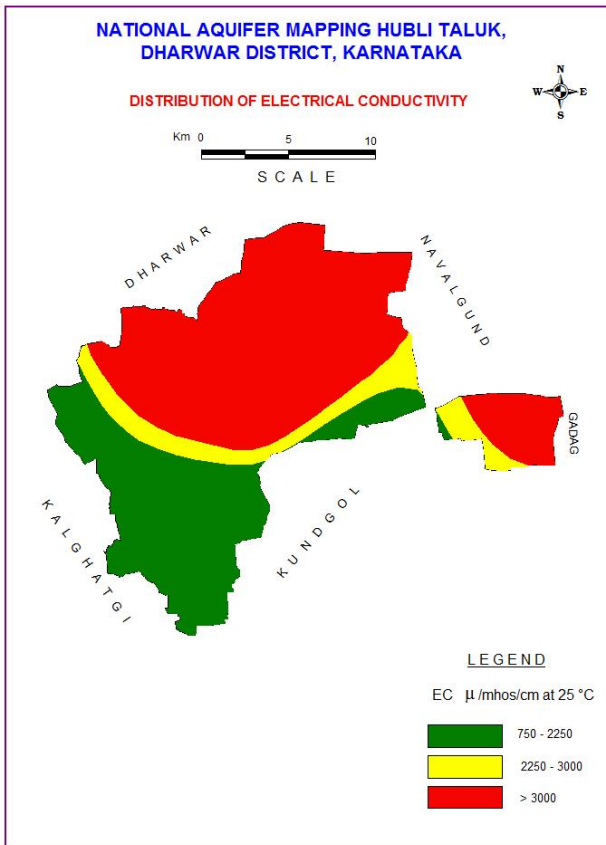 NATIONAL AQUIFER MAPPING HUBLI TALUK,
DHARWAR DISTRICT, KARNATAKA
DISTRIBUTION OF ELECTRICAL CONDUCTIVITY
N
W E
S
Km 0 5 10
SCALE
DHARWAR
NAVALGUND
GADAG
KALGHATGI
KUNDGOL
LEGEND
EC μ /mhos/cm at 25 °C
750 - 2250
2250 - 3000
> 3000